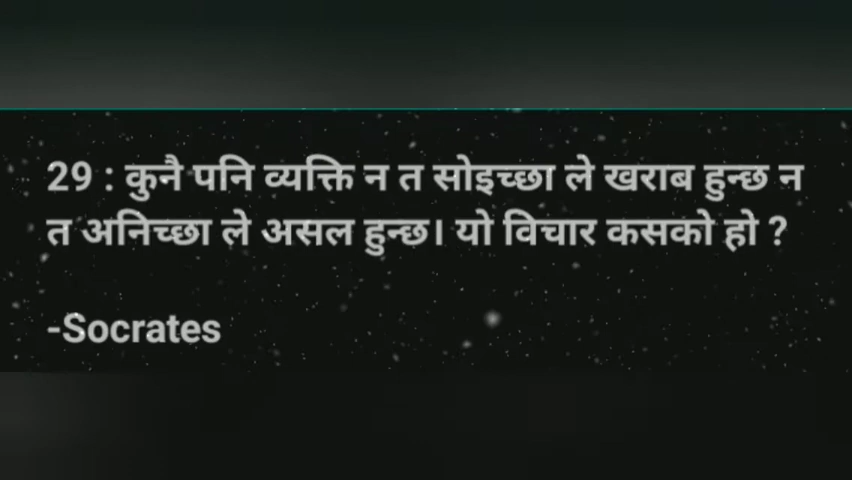 29 : कुनै पनि व्यक्ति न त सोइच्छा ले खराब हुन्छ न
त अनिच्छा ले असल हुन्छ। यो विचार कसको हो ?
-Socrates